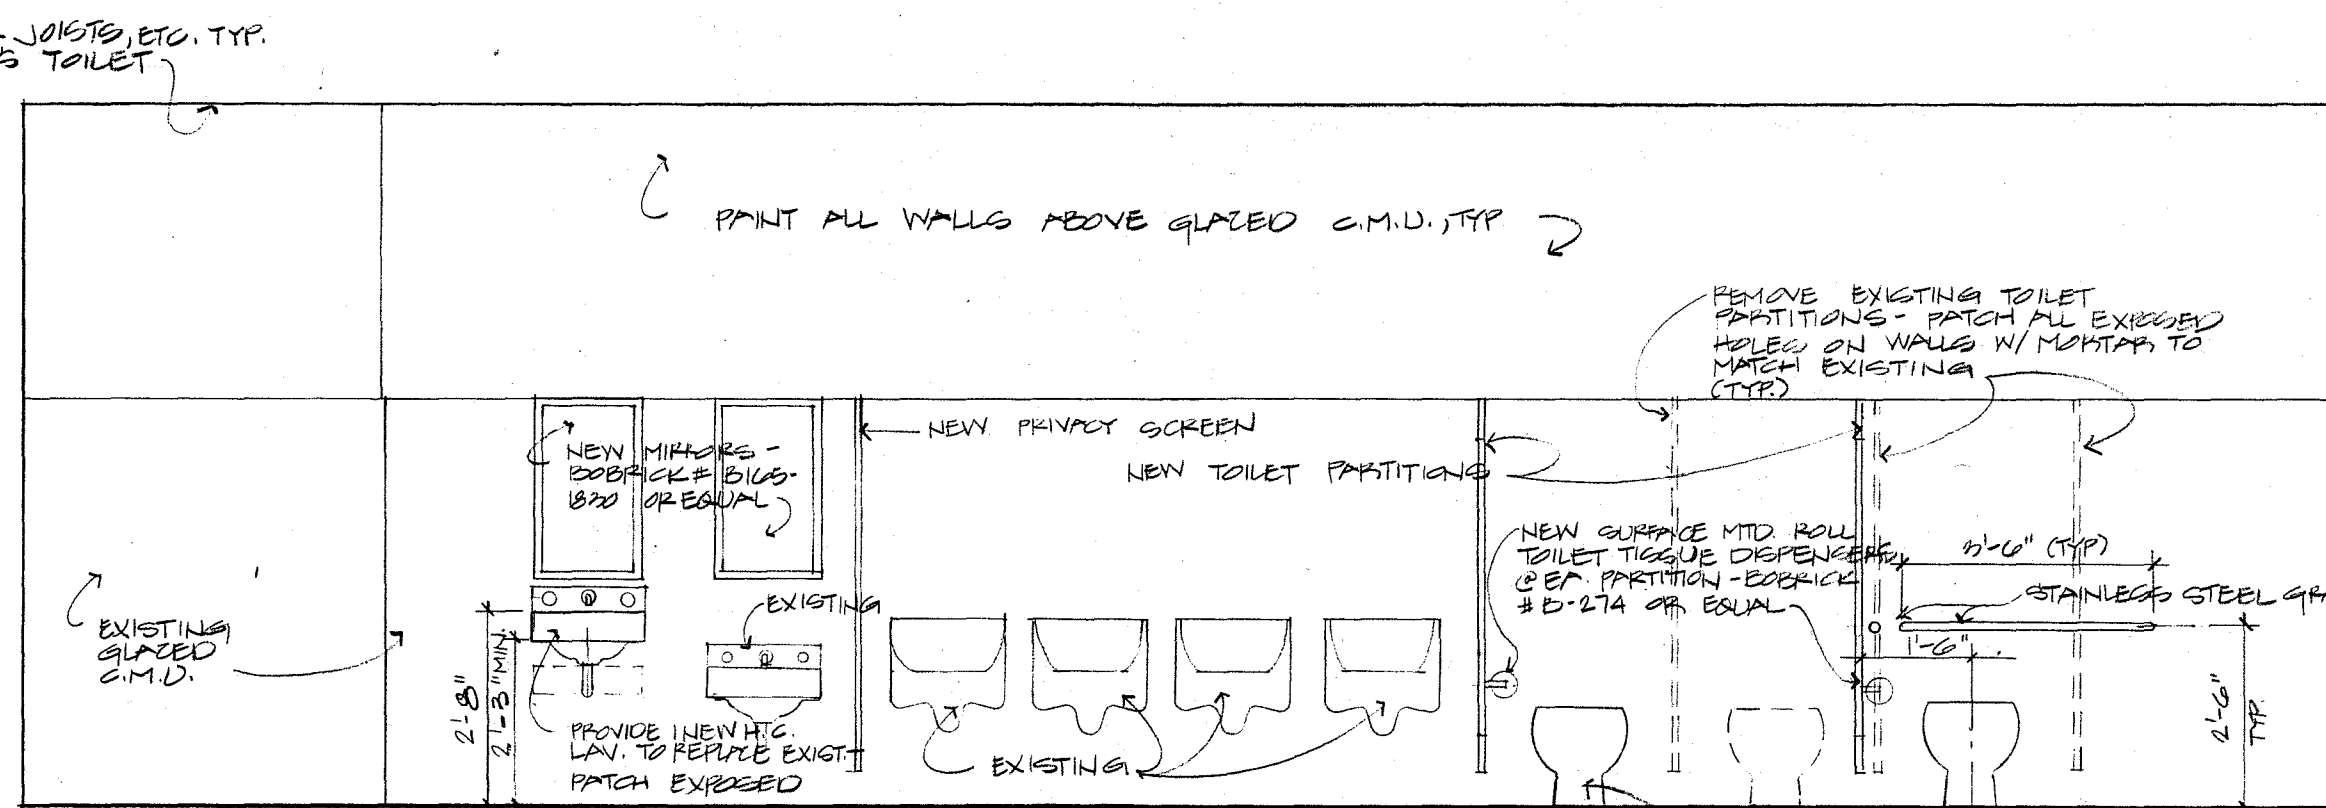 JOISTS, ETC. TYP.
S TOILET
PAINT ALL WALLS ABOVE GLAZED C.M.U., TYP
REMOVE EXISTING TOILET
PARTITIONS - PATCH ALL EXPOSED
HOLES ON WALLS W/ MORTAR TO
MATCH EXISTING
(TYP.)
NEW PRIVACY SCREEN
NEW TOILET PARTITIONS
NEW MIRRORS -
BOBRICK # B165-
1830 OR EQUAL
NEW SURFACE MTD. ROLL
TOILET TISSUE DISPENSERS
@ EA. PARTITION - BOBRICK
# B-274 OR EQUAL
3'-6" (TYP)
STAINLESS STEEL GR
EXISTING
1'-6"
EXISTING
GLAZED
C.M.U.
2'-8"
2'-3" MIN.
2'-6"
TYP.
PROVIDE 1 NEW H.C.
LAV. TO REPLACE EXIST.
PATCH EXPOSED
EXISTING